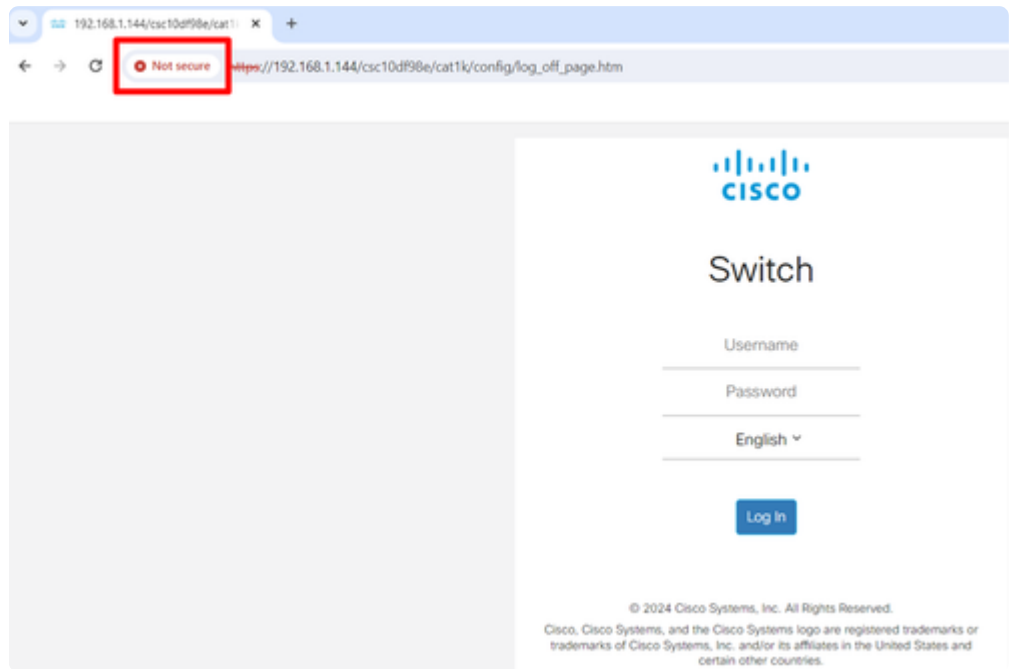 192.168.1.144/csc10df98e/cat1
Not secure https://192.168.1.144/csc10df98e/cat1k/config/log_off_page.htm
CISCO
Switch
Username
Password
English
Log In
© 2024 Cisco Systems, Inc. All Rights Reserved.
Cisco, Cisco Systems, and the Cisco Systems logo are registered trademarks or
trademarks of Cisco Systems, Inc. and/or its affiliates in the United States and
certain other countries.